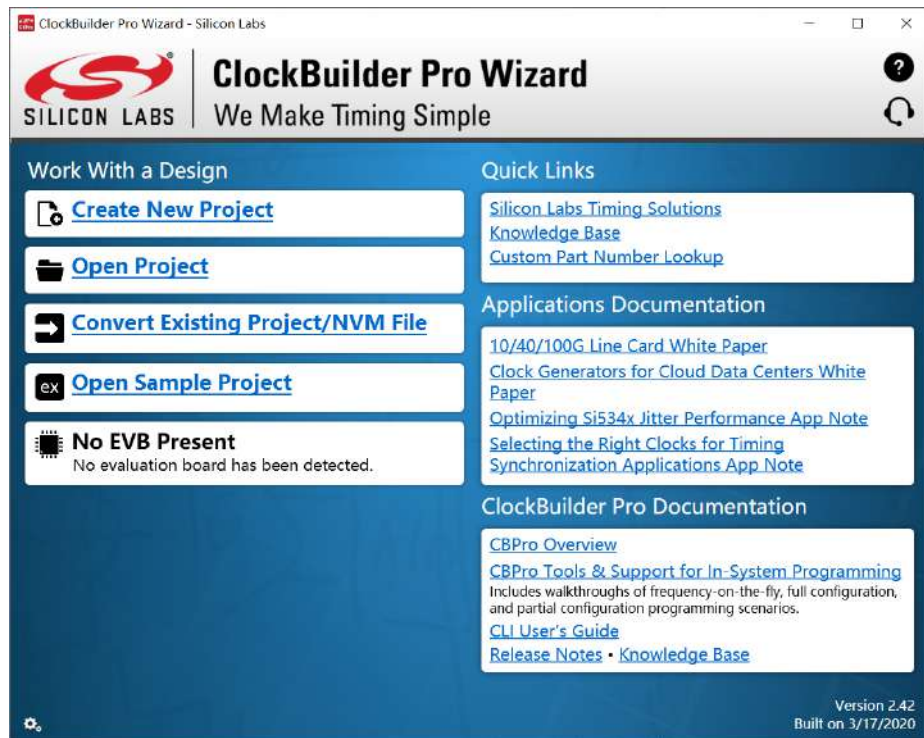 ClockBuilder Pro Wizard - Silicon Labs
SILICON LABS
ClockBuilder Pro Wizard
We Make Timing Simple
Work With a Design
Create New Project
Open Project
Convert Existing Project/NVM File
ex Open Sample Project
No EVB Present
No evaluation board has been detected.
Quick Links
Silicon Labs Timing Solutions
Knowledge Base
Custom Part Number Lookup
Applications Documentation
10/40/100G Line Card White Paper
Clock Generators for Cloud Data Centers White
Paper
Optimizing Si534x Jitter Performance App Note
Selecting the Right Clocks for Timing
Synchronization Applications App Note
ClockBuilder Pro Documentation
CBPro Overview
CBPro Tools & Support for In-System Programming
Includes walkthroughs of frequency-on-the-fly, full configuration,
and partial configuration programming scenarios.
CLI User's Guide
Release Notes • Knowledge Base
Version 2.42
Built on 3/17/2020